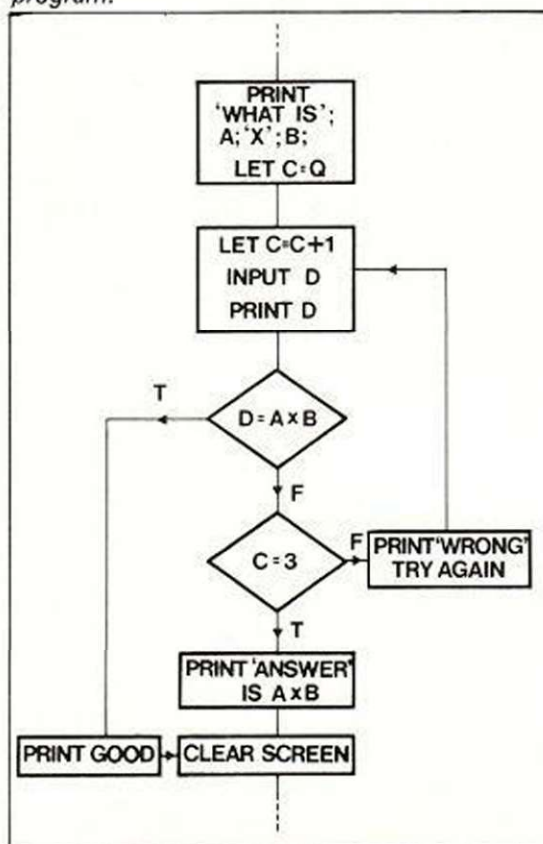 program.
PRINT
'WHAT IS';
A;'X';B;
LET C=Q
LET C=C+1
INPUT D
PRINT D
T
D=A×B
F
C=3
F
PRINT'WRONG'
TRY AGAIN
T
PRINT'ANSWER'
IS A×B
PRINT GOOD
CLEAR SCREEN